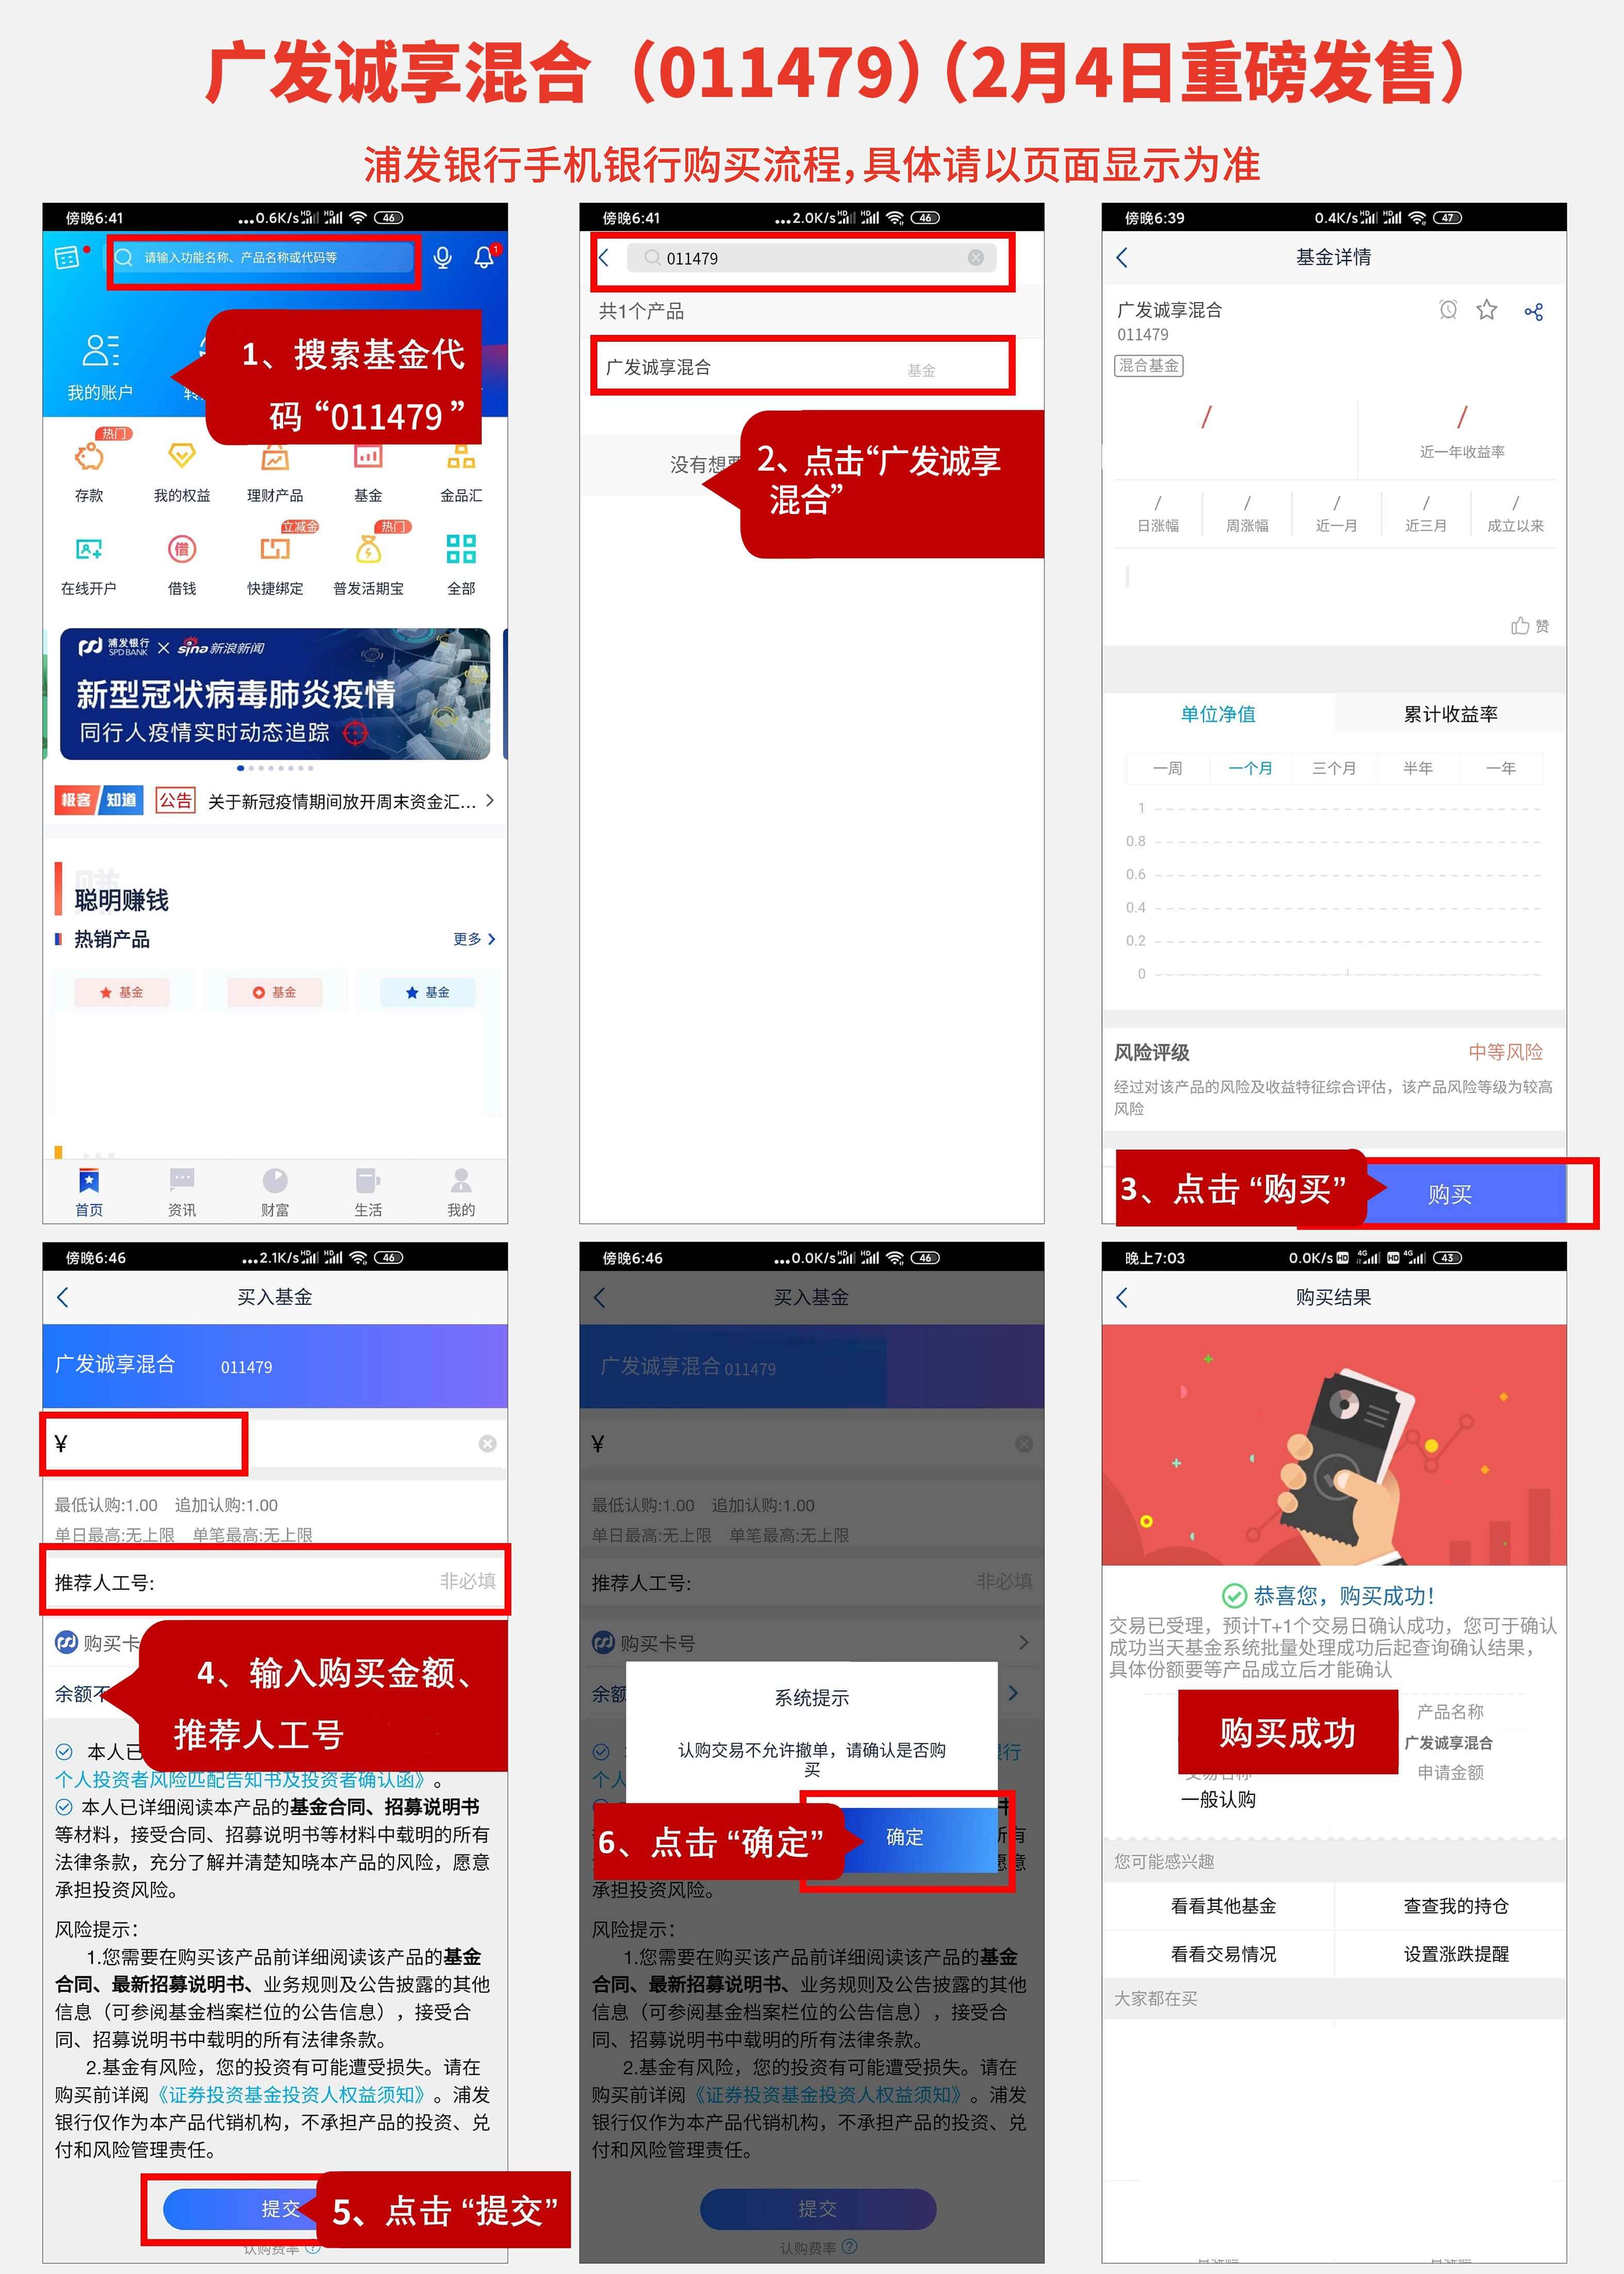 广发诚享混合（011479）（2月4日重磅发售）
浦发银行手机银行购买流程,具体请以页面显示为准
傍晚6:41
...0.6K/s
46
请输入功能名称、产品名称或代码等
1
1、搜索基金代
码“011479”
我的账户
热门
存款
我的权益
理财产品
基金
金品汇
立减金
热门
借
在线开户
借钱
快捷绑定
普发活期宝
全部
浦发银行
SPD BANK
sina新浪新闻
新型冠状病毒肺炎疫情
同行人疫情实时动态追踪
极客 知道 公告 关于新冠疫情期间放开周末资金汇...
聪明赚钱
热销产品
更多
基金
基金
基金
首页
资讯
财富
生活
我的
傍晚6:41
...2.0K/s
46
011479
共1个产品
广发诚享混合
基金
没有想
2、点击“广发诚享
混合”
傍晚6:39
0.4K/s
47
基金详情
广发诚享混合
011479
混合基金
/
/
近一年收益率
/ / / / /
日涨幅
周涨幅
近一月
近三月
成立以来
赞
单位净值
累计收益率
一周
一个月
三个月
半年
一年
1
0.8
0.6
0.4
0.2
0
风险评级
中等风险
经过对该产品的风险及收益特征综合评估，该产品风险等级为较高
风险
3、点击“购买”
购买
傍晚6:46
...2.1K/s
46
买入基金
广发诚享混合 011479
¥
最低认购:1.00 追加认购:1.00
单日最高:无上限 单笔最高:无上限
推荐人工号:
非必填
购买卡
余额不
4、输入购买金额、
推荐人工号
本人已
个人投资者风险匹配告知书及投资者确认函》。
本人已详细阅读本产品的基金合同、招募说明书
等材料，接受合同、招募说明书等材料中载明的所有
法律条款，充分了解并清楚知晓本产品的风险，愿意
承担投资风险。
风险提示：
1.您需要在购买该产品前详细阅读该产品的基金
合同、最新招募说明书、业务规则及公告披露的其他
信息（可参阅基金档案栏位的公告信息），接受合
同、招募说明书中载明的所有法律条款。
2.基金有风险，您的投资有可能遭受损失。请在
购买前详阅《证券投资基金投资人权益须知》。浦发
银行仅作为本产品代销机构，不承担产品的投资、兑
付和风险管理责任。
提交
5、点击“提交”
认购费率
傍晚6:46
...0.0K/s
46
买入基金
广发诚享混合 011479
¥
最低认购:1.00 追加认购:1.00
单日最高:无上限 单笔最高:无上限
推荐人工号:
非必填
购买卡号
余额
系统提示
认购交易不允许撤单，请确认是否购
买
行
个人
6、点击“确定”
确定
所有
愿意
承担投资风险。
风险提示：
1.您需要在购买该产品前详细阅读该产品的基金
合同、最新招募说明书、业务规则及公告披露的其他
信息（可参阅基金档案栏位的公告信息），接受合
同、招募说明书中载明的所有法律条款。
2.基金有风险，您的投资有可能遭受损失。请在
购买前详阅《证券投资基金投资人权益须知》。浦发
银行仅作为本产品代销机构，不承担产品的投资、兑
付和风险管理责任。
提交
认购费率
晚上7:03
0.0K/s
43
购买结果
恭喜您，购买成功！
交易已受理，预计T+1个交易日确认成功，您可于确认
成功当天基金系统批量处理成功后起查询确认结果，
具体份额要等产品成立后才能确认
购买成功
产品名称
广发诚享混合
交易名称
申请金额
一般认购
您可能感兴趣
看看其他基金
查查我的持仓
看看交易情况
设置涨跌提醒
大家都在买